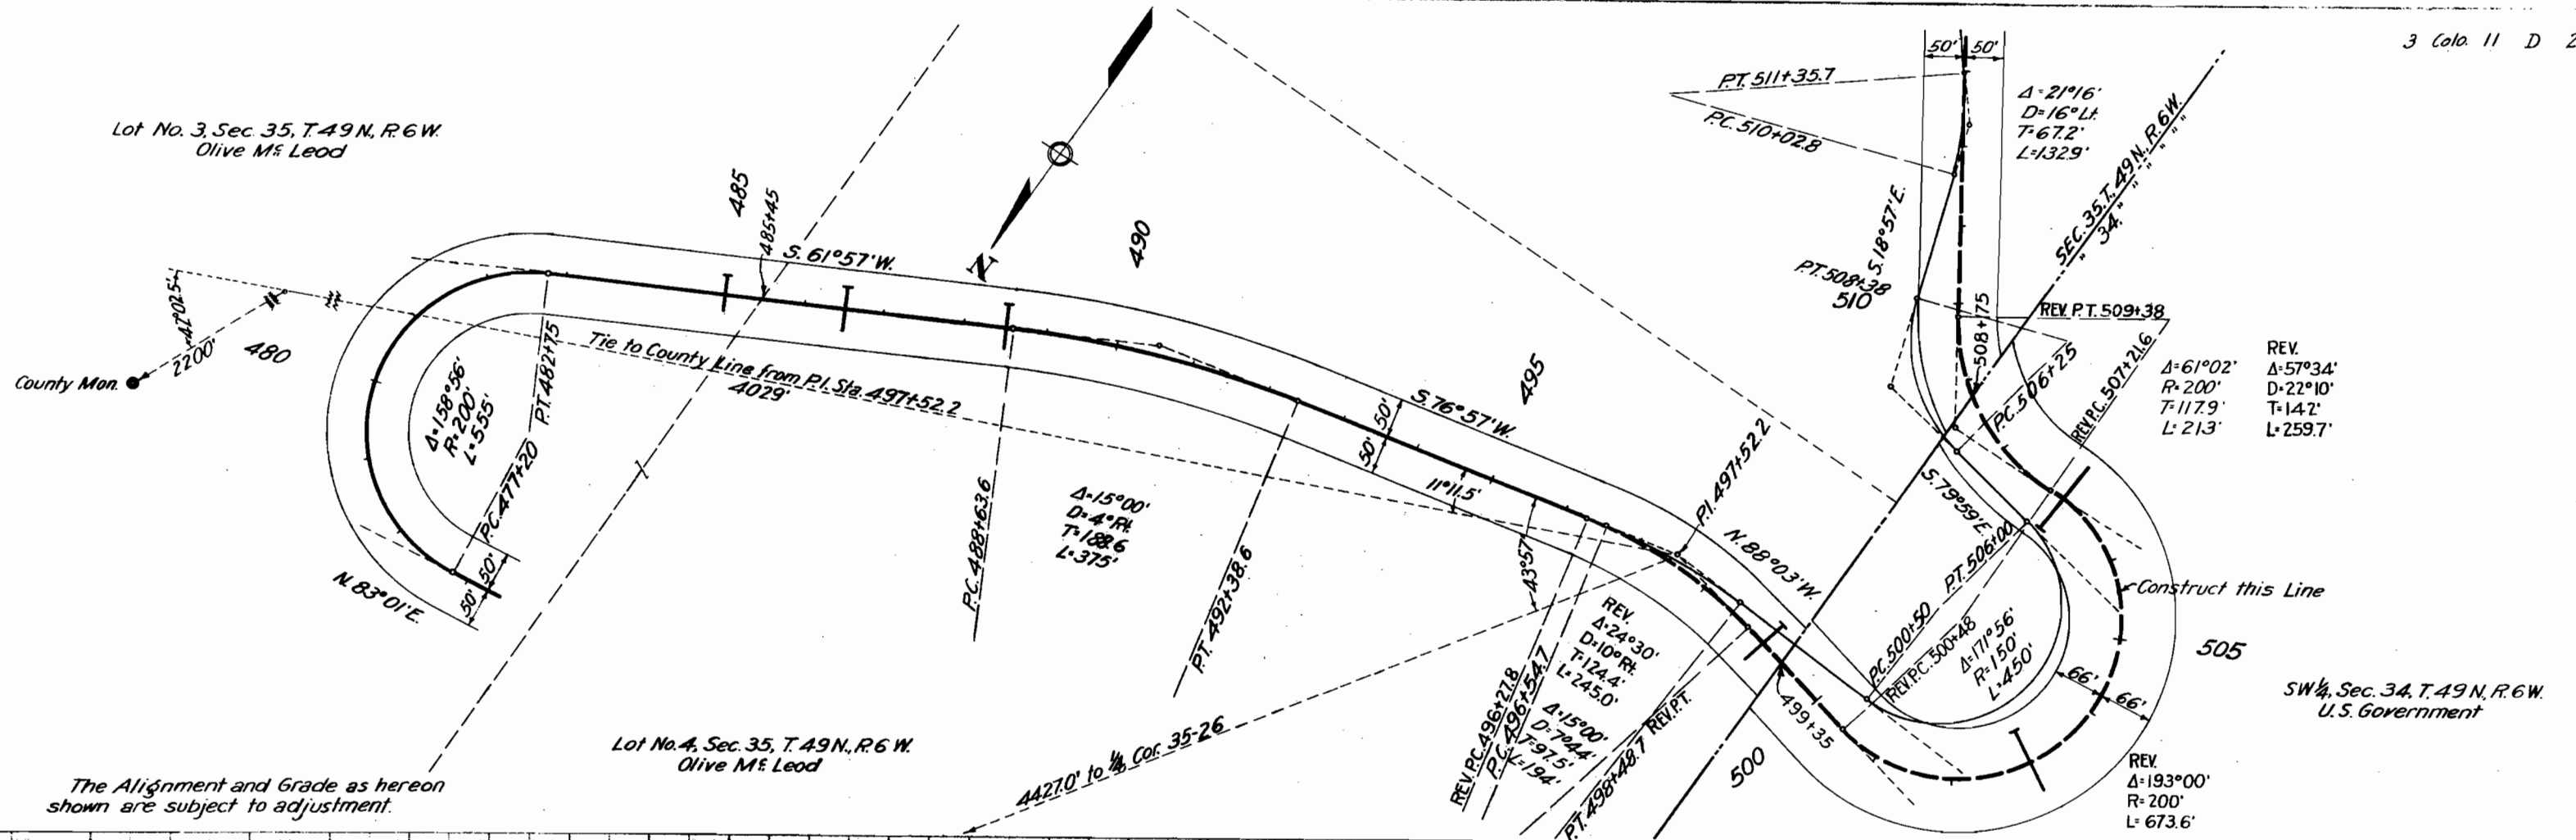 3 Colo. 11 D 2
Lot No. 3, Sec. 35, T.49N., R.6W.
Olive Mc Leod
County Mon.
2200'
47°02.5'
480
Δ=158°56'
R=200'
L=555'
P.C. 477+20
P.T. 482+75
N. 83°01'E.
50'
50'
485
485+45
S. 61°57'W.
N
490
Tie to County Line from P.I. Sta. 497+52.2
4029'
P.C. 488+63.6
Δ=15°00'
D=4°Rt.
T=188.6
L=375'
P.T. 492+38.6
50'
50'
S. 76°57'W.
495
11°11.5'
P.I. 497+52.2
43°57'
N. 88°03'W.
REV.
Δ=24°30'
D=10°Rt.
T=124.4'
L=245.0'
REV. P.C. 496+27.8
P.C. 496+54.7
Δ=15°00'
D=7°44'
T=97.5'
L=194'
P.T. 498+48.7 REV. P.T.
4427.0' to 1/4 Cor. 35-26
Lot No.4, Sec. 35, T.49N., R.6W.
Olive Mc Leod
The Alignment and Grade as hereon
shown are subject to adjustment.
499+35
500
P.C. 500+50
REV. P.C. 500+48
P.T. 506+00
Δ=171°56'
R=150'
L=450'
S. 79°59'E.
50'
50'
P.T. 511+35.7
P.C. 510+02.8
Δ=21°16'
D=16°Lt.
T=67.2'
L=132.9'
S. 18°57'E.
P.T. 508+38
510
508+75
SEC. 35, T. 49 N., R. 6 W.
" 34, " " " "
REV. P.T. 509+38
P.C. 506+25
REV. P.C. 507+21.6
Δ=61°02'
R=200'
T=117.9'
L=213'
REV.
Δ=57°34'
D=22°10'
T=142'
L=259.7'
Construct this Line
505
66'
66'
SW 1/4, Sec. 34, T.49 N., R.6 W.
U.S. Government
REV.
Δ=193°00'
R=200'
L=673.6'